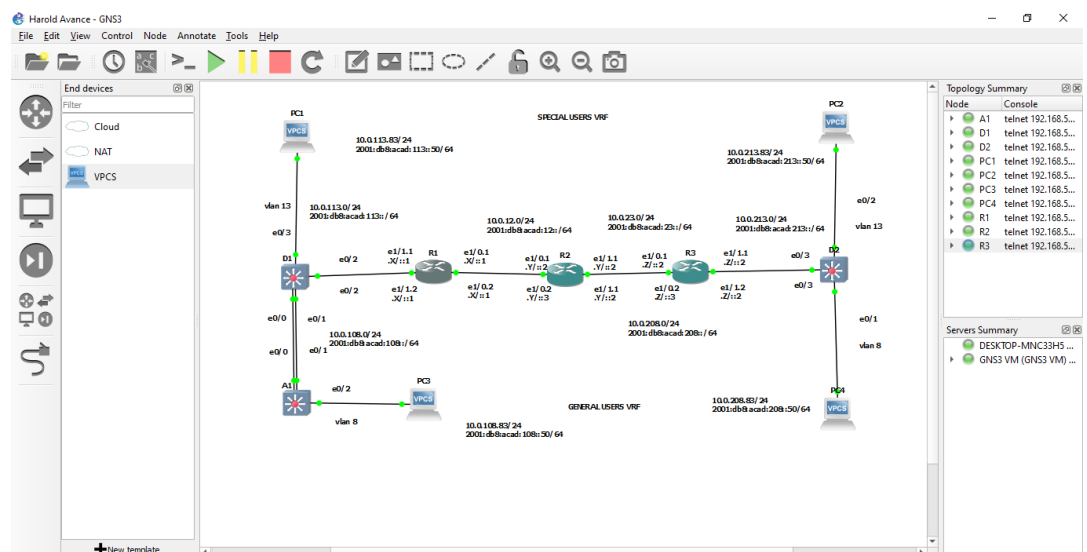 Harold Avance - GNS3
File Edit View Control Node Annotate Tools Help
End devices
Filter
Cloud
NAT
VPCS
New template
SPECIAL USERS VRF
PC1
VPCS
10.0.113.83/24
2001:db8:acad:113::50/64
vlan 13
10.0.113.0/24
2001:db8:acad:113::/64
e0/3
D1
e0/2
e0/2
e1/1.1
.X/::1
R1
e1/1.2
.X/::1
e1/0.1
.X/::1
e1/0.2
.X/::1
10.0.12.0/24
2001:db8:acad:12::/64
e1/0.1
.Y/::2
R2
e1/0.2
.Y/::3
e1/1.1
.Y/::2
e1/1.1
.Y/::3
10.0.23.0/24
2001:db8:acad:23::/64
e1/0.1
.Z/::2
R3
e1/0.2
.Z/::3
e1/1.1
.Z/::2
e1/1.2
.Z/::2
10.0.213.0/24
2001:db8:acad:213::/64
PC2
VPCS
10.0.213.83/24
2001:db8:acad:213::50/64
e0/2
vlan 13
D2
e0/3
e0/3
e0/0
e0/1
10.0.108.0/24
2001:db8:acad:108::/64
e0/0
e0/1
A1
e0/2
vlan 8
PC3
VPCS
10.0.108.83/24
2001:db8:acad:108::50/64
GENERAL USERS VRF
10.0.208.0/24
2001:db8:acad:208::/64
e0/1
vlan 8
10.0.208.83/24
2001:db8:acad:208::50/64
PC4
VPCS
Topology Summary
Node Console
A1 telnet 192.168.5...
D1 telnet 192.168.5...
D2 telnet 192.168.5...
PC1 telnet 192.168.5...
PC2 telnet 192.168.5...
PC3 telnet 192.168.5...
PC4 telnet 192.168.5...
R1 telnet 192.168.5...
R2 telnet 192.168.5...
R3 telnet 192.168.5...
Servers Summary
DESKTOP-MNC33H5 ...
GNS3 VM (GNS3 VM) ...